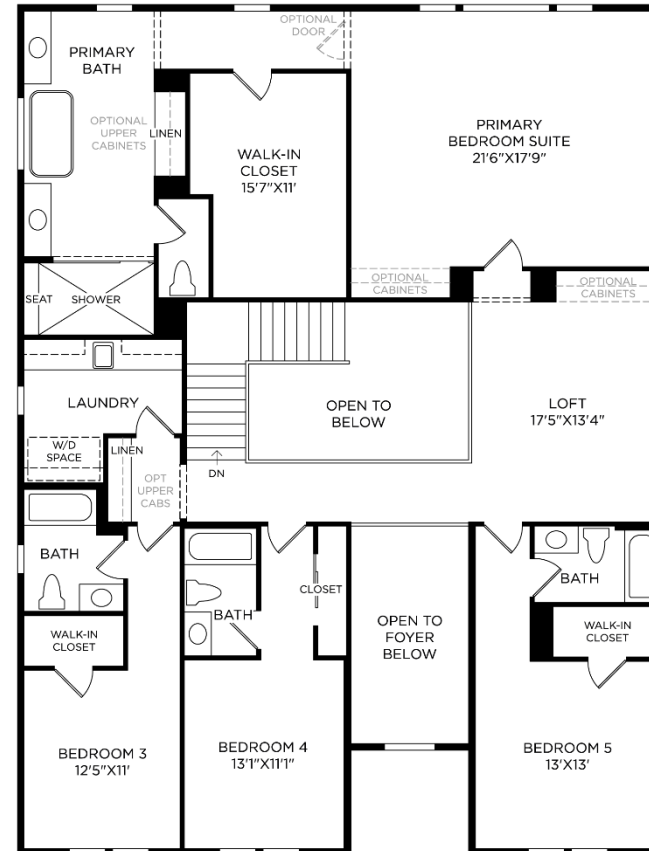 OPTIONAL
DOOR
PRIMARY
BATH
OPTIONAL
UPPER
CABINETS
LINEN
WALK-IN
CLOSET
15'7"X11'
PRIMARY
BEDROOM SUITE
21'6"X17'9"
OPTIONAL
CABINETS
OPTIONAL
CABINETS
SEAT
SHOWER
LAUNDRY
W/D
SPACE
LINEN
OPT
UPPER
CABS
DN
OPEN TO
BELOW
LOFT
17'5"X13'4"
BATH
WALK-IN
CLOSET
BATH
CLOSET
OPEN TO
FOYER
BELOW
BATH
WALK-IN
CLOSET
BEDROOM 3
12'5"X11'
BEDROOM 4
13'1"X11'1"
BEDROOM 5
13'X13'